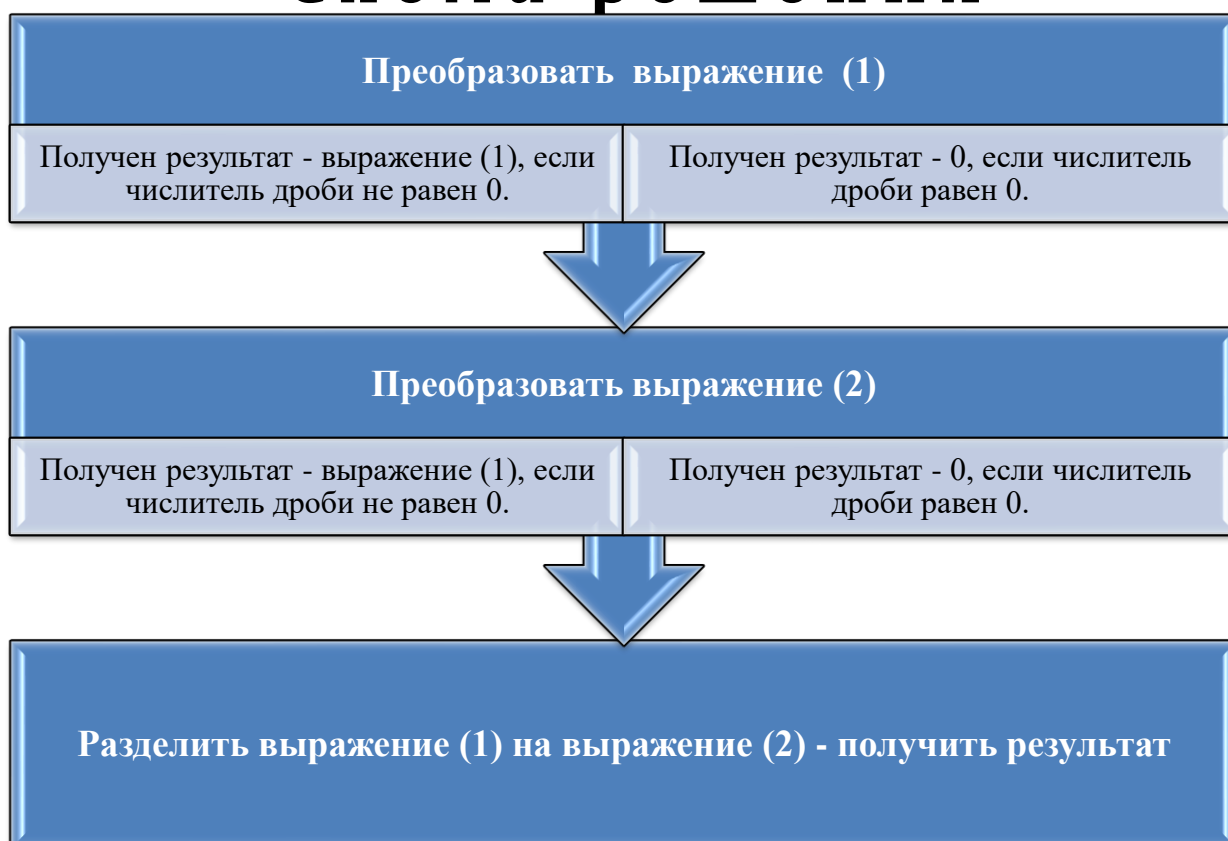 Преобразовать выражение (1)
Получен результат - выражение (1), если
числитель дроби не равен 0.
Получен результат - 0, если числитель
дроби равен 0.
Преобразовать выражение (2)
Получен результат - выражение (1), если
числитель дроби не равен 0.
Получен результат - 0, если числитель
дроби равен 0.
Разделить выражение (1) на выражение (2) - получить результат